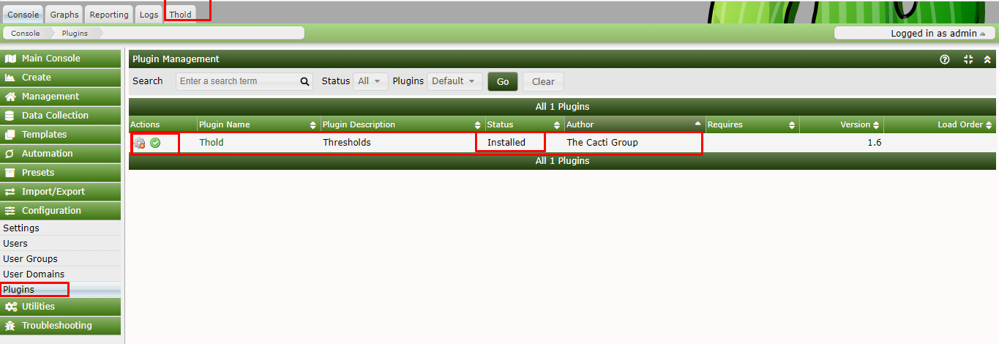 Console Graphs Reporting Logs Thold
Console Plugins Logged in as admin
Main Console
Create
Management
Data Collection
Templates
Automation
Presets
Import/Export
Configuration
Settings
Users
User Groups
User Domains
Plugins
Utilities
Troubleshooting
Plugin Management
Search Enter a search term Status All Plugins Default Go Clear
All 1 Plugins
Actions Plugin Name Plugin Description Status Author Requires Version Load Order
Thold Thresholds Installed The Cacti Group 1.6
All 1 Plugins